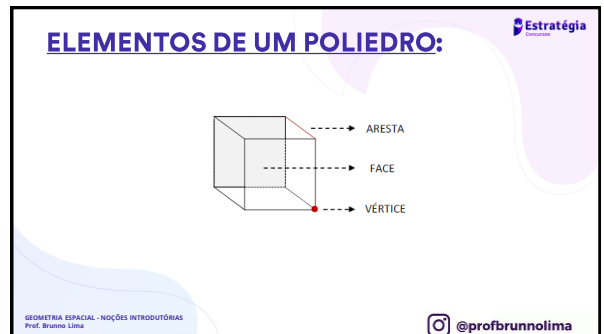 Estratégia
Concursos
ELEMENTOS DE UM POLIEDRO:
ARESTA
FACE
VÉRTICE
GEOMETRIA ESPACIAL - NOÇÕES INTRODUTÓRIAS
Prof. Brunno Lima
@profbrunnolima